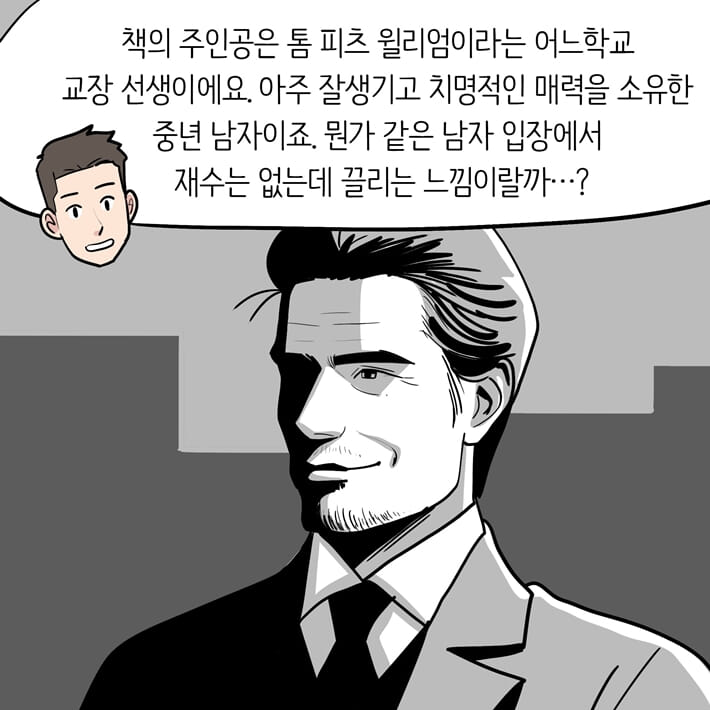 책의 주인공은 톰 피츠 윌리엄이라는 어느학교
교장 선생이에요. 아주 잘생기고 치명적인 매력을 소유한
중년 남자이죠. 뭔가 같은 남자 입장에서
재수는 없는데 끌리는 느낌이랄까…?